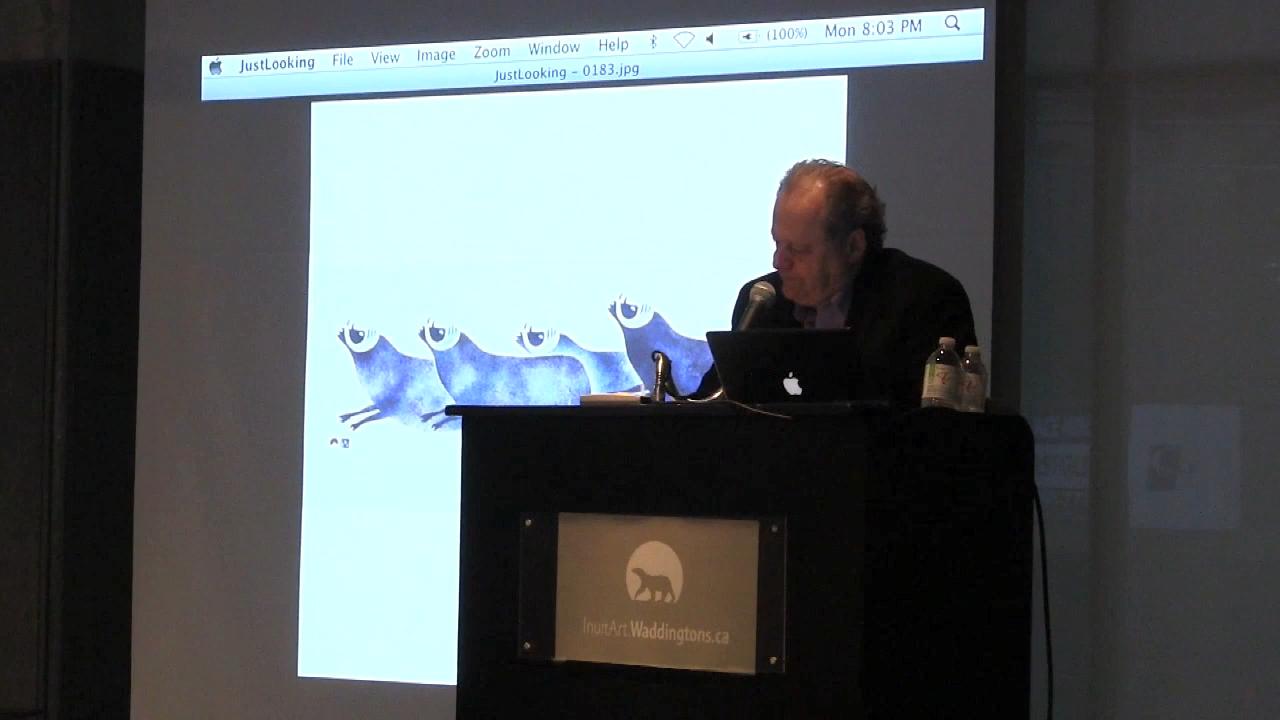 JustLooking File View Image Zoom Window Help (100%) Mon 8:03 PM
JustLooking - 0183.jpg
InuitArt.Waddingtons.ca